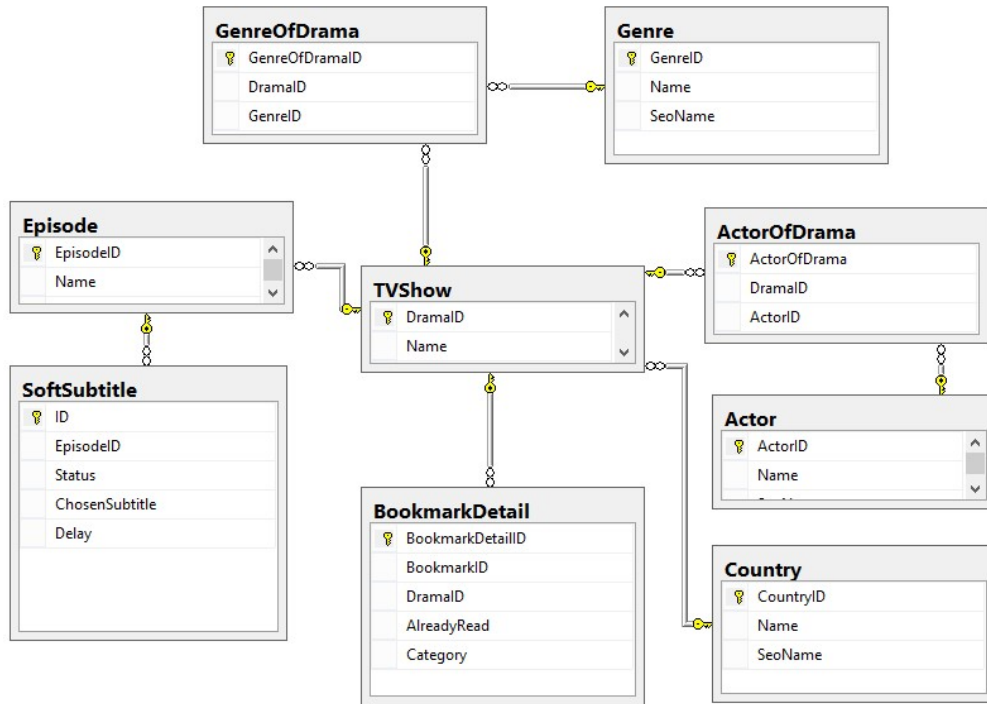 GenreOfDrama
GenreOfDramaID
DramaID
GenreID
Genre
GenreID
Name
SeoName
Episode
EpisodeID
Name
TVShow
DramaID
Name
ActorOfDrama
ActorOfDrama
DramaID
ActorID
SoftSubtitle
ID
EpisodeID
Status
ChosenSubtitle
Delay
Actor
ActorID
Name
BookmarkDetail
BookmarkDetailID
BookmarkID
DramaID
AlreadyRead
Category
Country
CountryID
Name
SeoName